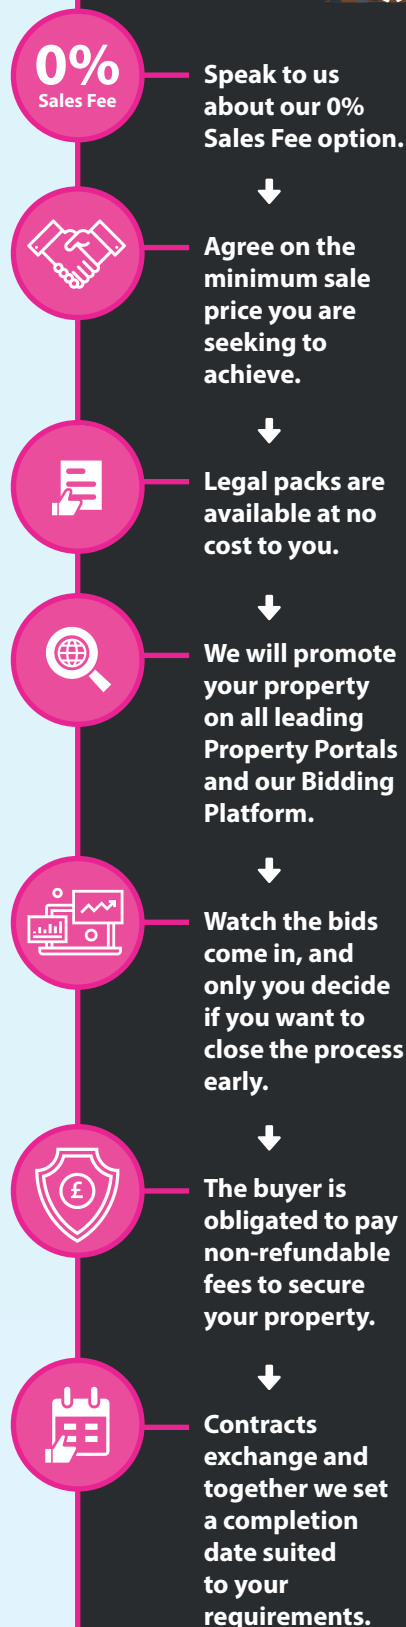 0%
Sales Fee
Speak to us
about our 0%
Sales Fee option.
Agree on the
minimum sale
price you are
seeking to
achieve.
Legal packs are
available at no
cost to you.
We will promote
your property
on all leading
Property Portals
and our Bidding
Platform.
Watch the bids
come in, and
only you decide
if you want to
close the process
early.
£
The buyer is
obligated to pay
non-refundable
fees to secure
your property.
Contracts
exchange and
together we set
a completion
date suited
to your
requirements.